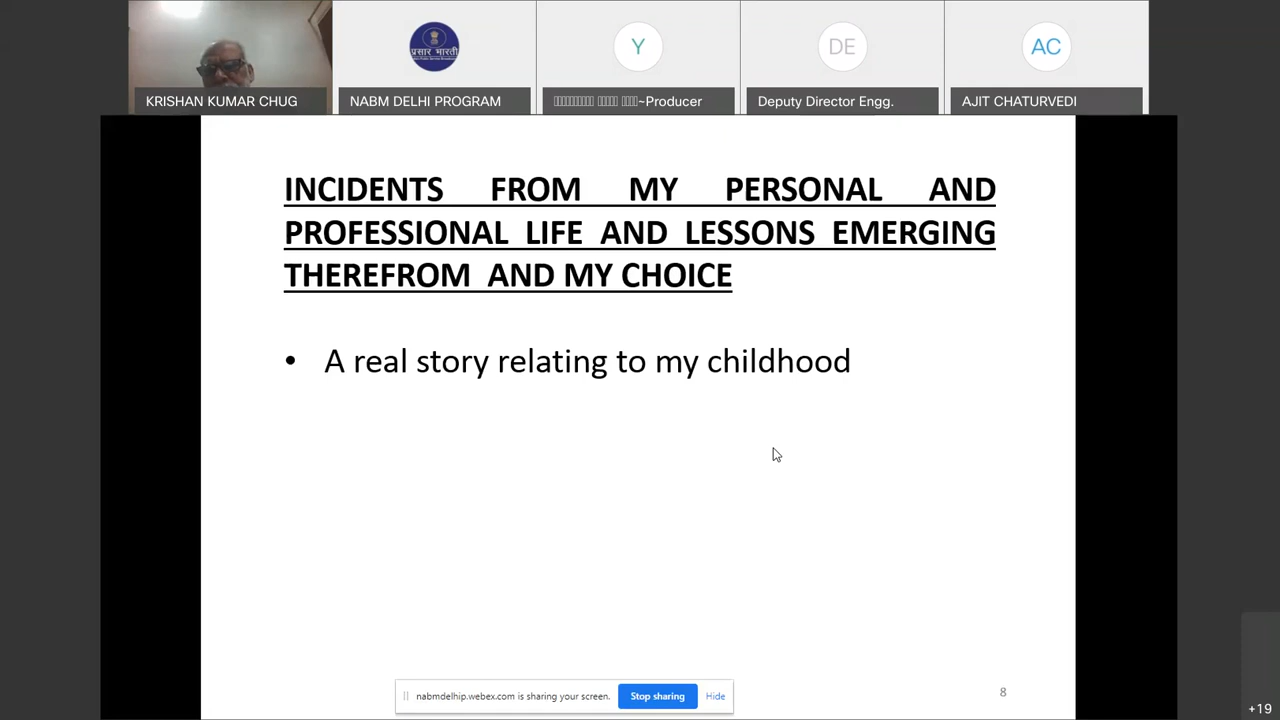 KRISHAN KUMAR CHUG
प्रसार भारती
NABM DELHI PROGRAM
Y
~Producer
DE
Deputy Director Engg.
AC
AJIT CHATURVEDI
INCIDENTS FROM MY PERSONAL AND
PROFESSIONAL LIFE AND LESSONS EMERGING
THEREFROM AND MY CHOICE
• A real story relating to my childhood
nabmdelhip.webex.com is sharing your screen. Stop sharing Hide
8
+19